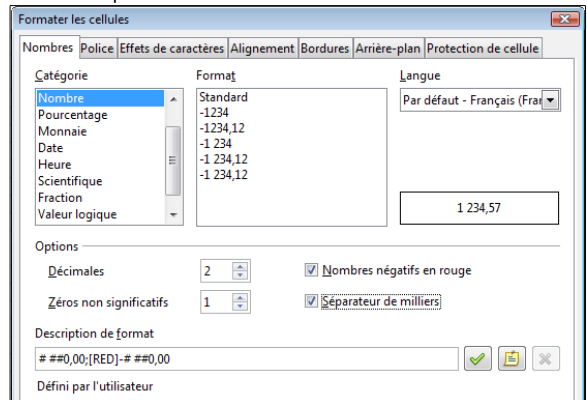 Formater les cellules
Nombres Police Effets de caractères Alignement Bordures Arrière-plan Protection de cellule
Catégorie Format Langue
Nombre Standard Par défaut - Français (Fran
Pourcentage -1234
Monnaie -1234,12
Date -1 234
Heure -1 234,12
Scientifique -1 234,12
Fraction
Valeur logique 1 234,57
Options
Décimales 2 Nombres négatifs en rouge
Zéros non significatifs 1 Séparateur de milliers
Description de format
# ##0,00;[RED]-# ##0,00
Défini par l'utilisateur